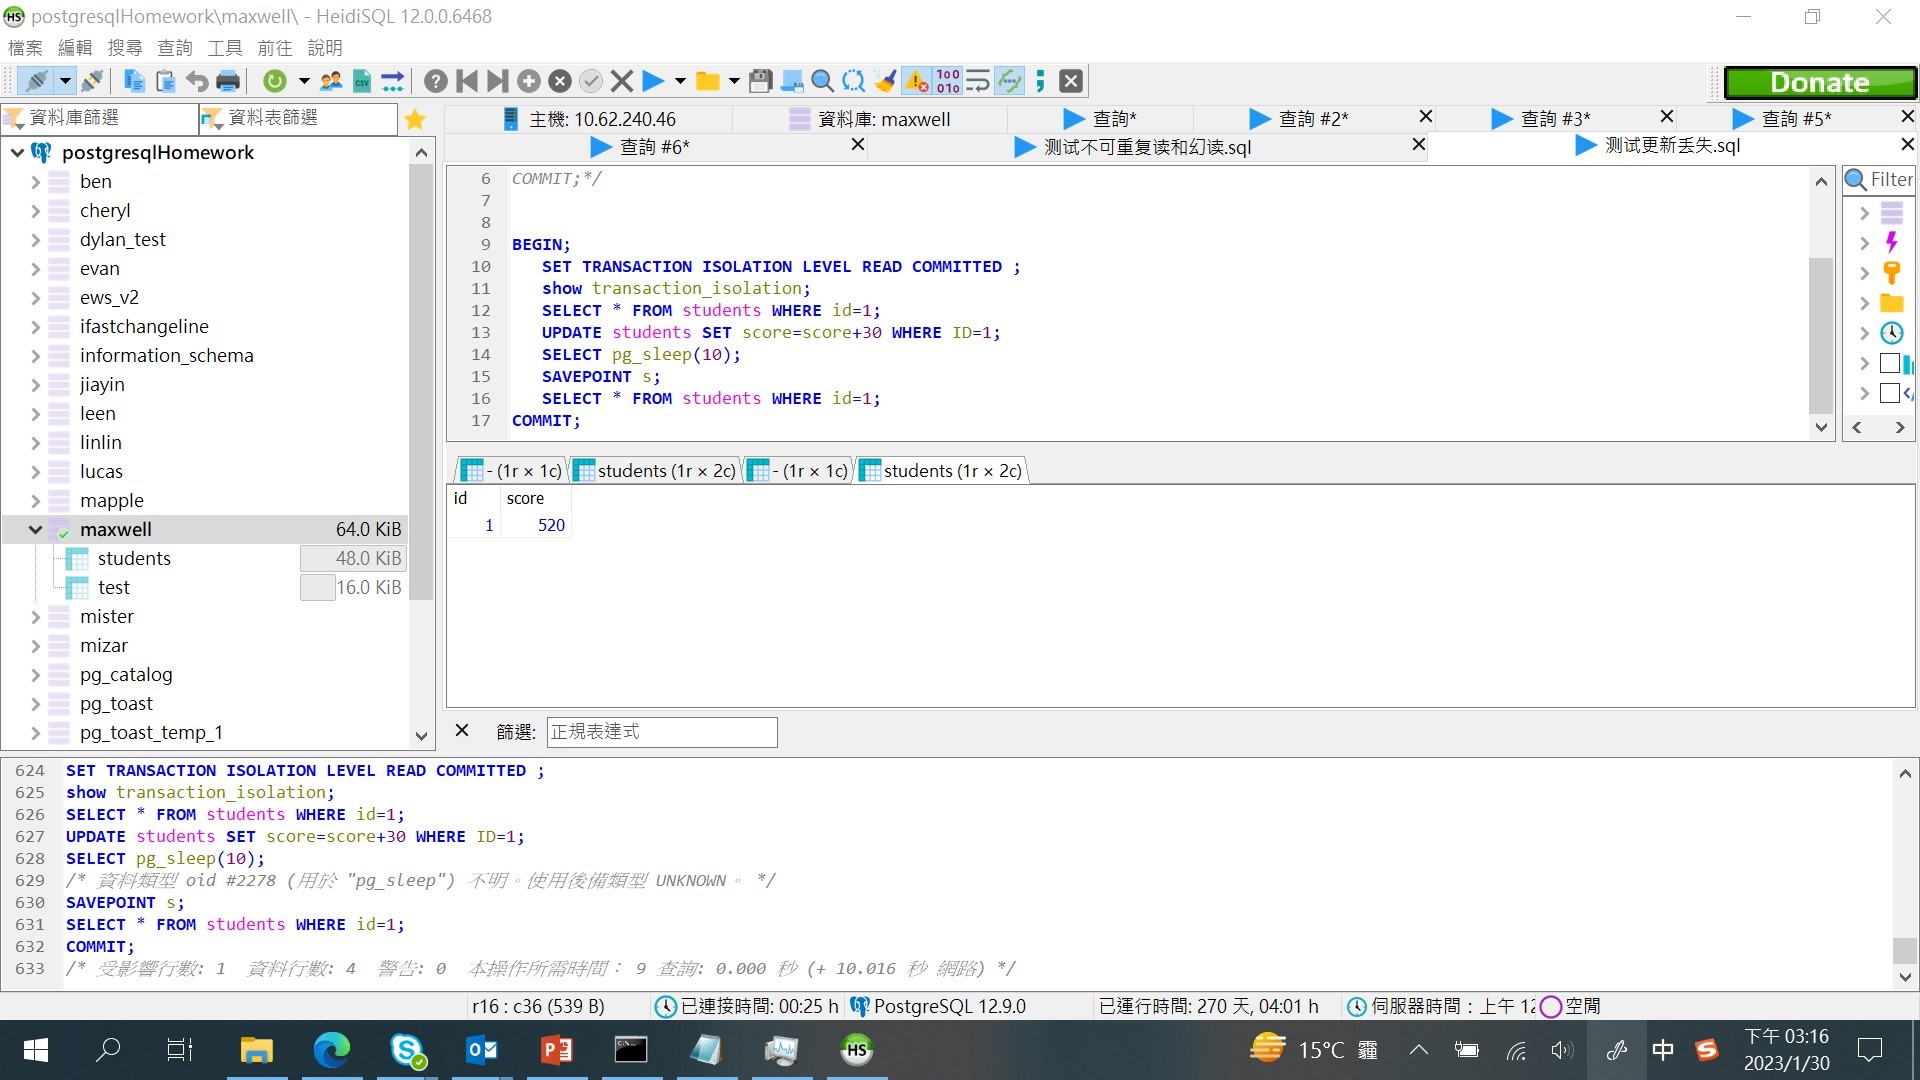 postgresqlHomework\maxwell\ - HeidiSQL 12.0.0.6468
檔案 編輯 搜尋 查詢 工具 前往 說明
Donate
資料庫篩選 資料表篩選
主機: 10.62.240.46 資料庫: maxwell 查詢* 查詢 #2* 查詢 #3* 查詢 #5*
查詢 #6* 测试不可重复读和幻读.sql 测试更新丢失.sql
postgresqlHomework
ben
cheryl
dylan_test
evan
ews_v2
ifastchangeline
information_schema
jiayin
leen
linlin
lucas
mapple
maxwell 64.0 KiB
students 48.0 KiB
test 16.0 KiB
mister
mizar
pg_catalog
pg_toast
pg_toast_temp_1
6 COMMIT;*/
7
8
9 BEGIN;
10 SET TRANSACTION ISOLATION LEVEL READ COMMITTED ;
11 show transaction_isolation;
12 SELECT * FROM students WHERE id=1;
13 UPDATE students SET score=score+30 WHERE ID=1;
14 SELECT pg_sleep(10);
15 SAVEPOINT s;
16 SELECT * FROM students WHERE id=1;
17 COMMIT;
Filter
- (1r × 1c) students (1r × 2c) - (1r × 1c) students (1r × 2c)
id score
1 520
篩選: 正規表達式
624 SET TRANSACTION ISOLATION LEVEL READ COMMITTED ;
625 show transaction_isolation;
626 SELECT * FROM students WHERE id=1;
627 UPDATE students SET score=score+30 WHERE ID=1;
628 SELECT pg_sleep(10);
629 /* 資料類型 oid #2278 (用於 "pg_sleep") 不明。使用後備類型 UNKNOWN。 */
630 SAVEPOINT s;
631 SELECT * FROM students WHERE id=1;
632 COMMIT;
633 /* 受影響行數: 1 資料行數: 4 警告: 0 本操作所需時間： 9 查詢: 0.000 秒 (+ 10.016 秒 網路) */
r16 : c36 (539 B) 已連接時間: 00:25 h PostgreSQL 12.9.0 已運行時間: 270 天, 04:01 h 伺服器時間：上午 12 空閒
15°C 霾 中 下午 03:16
2023/1/30